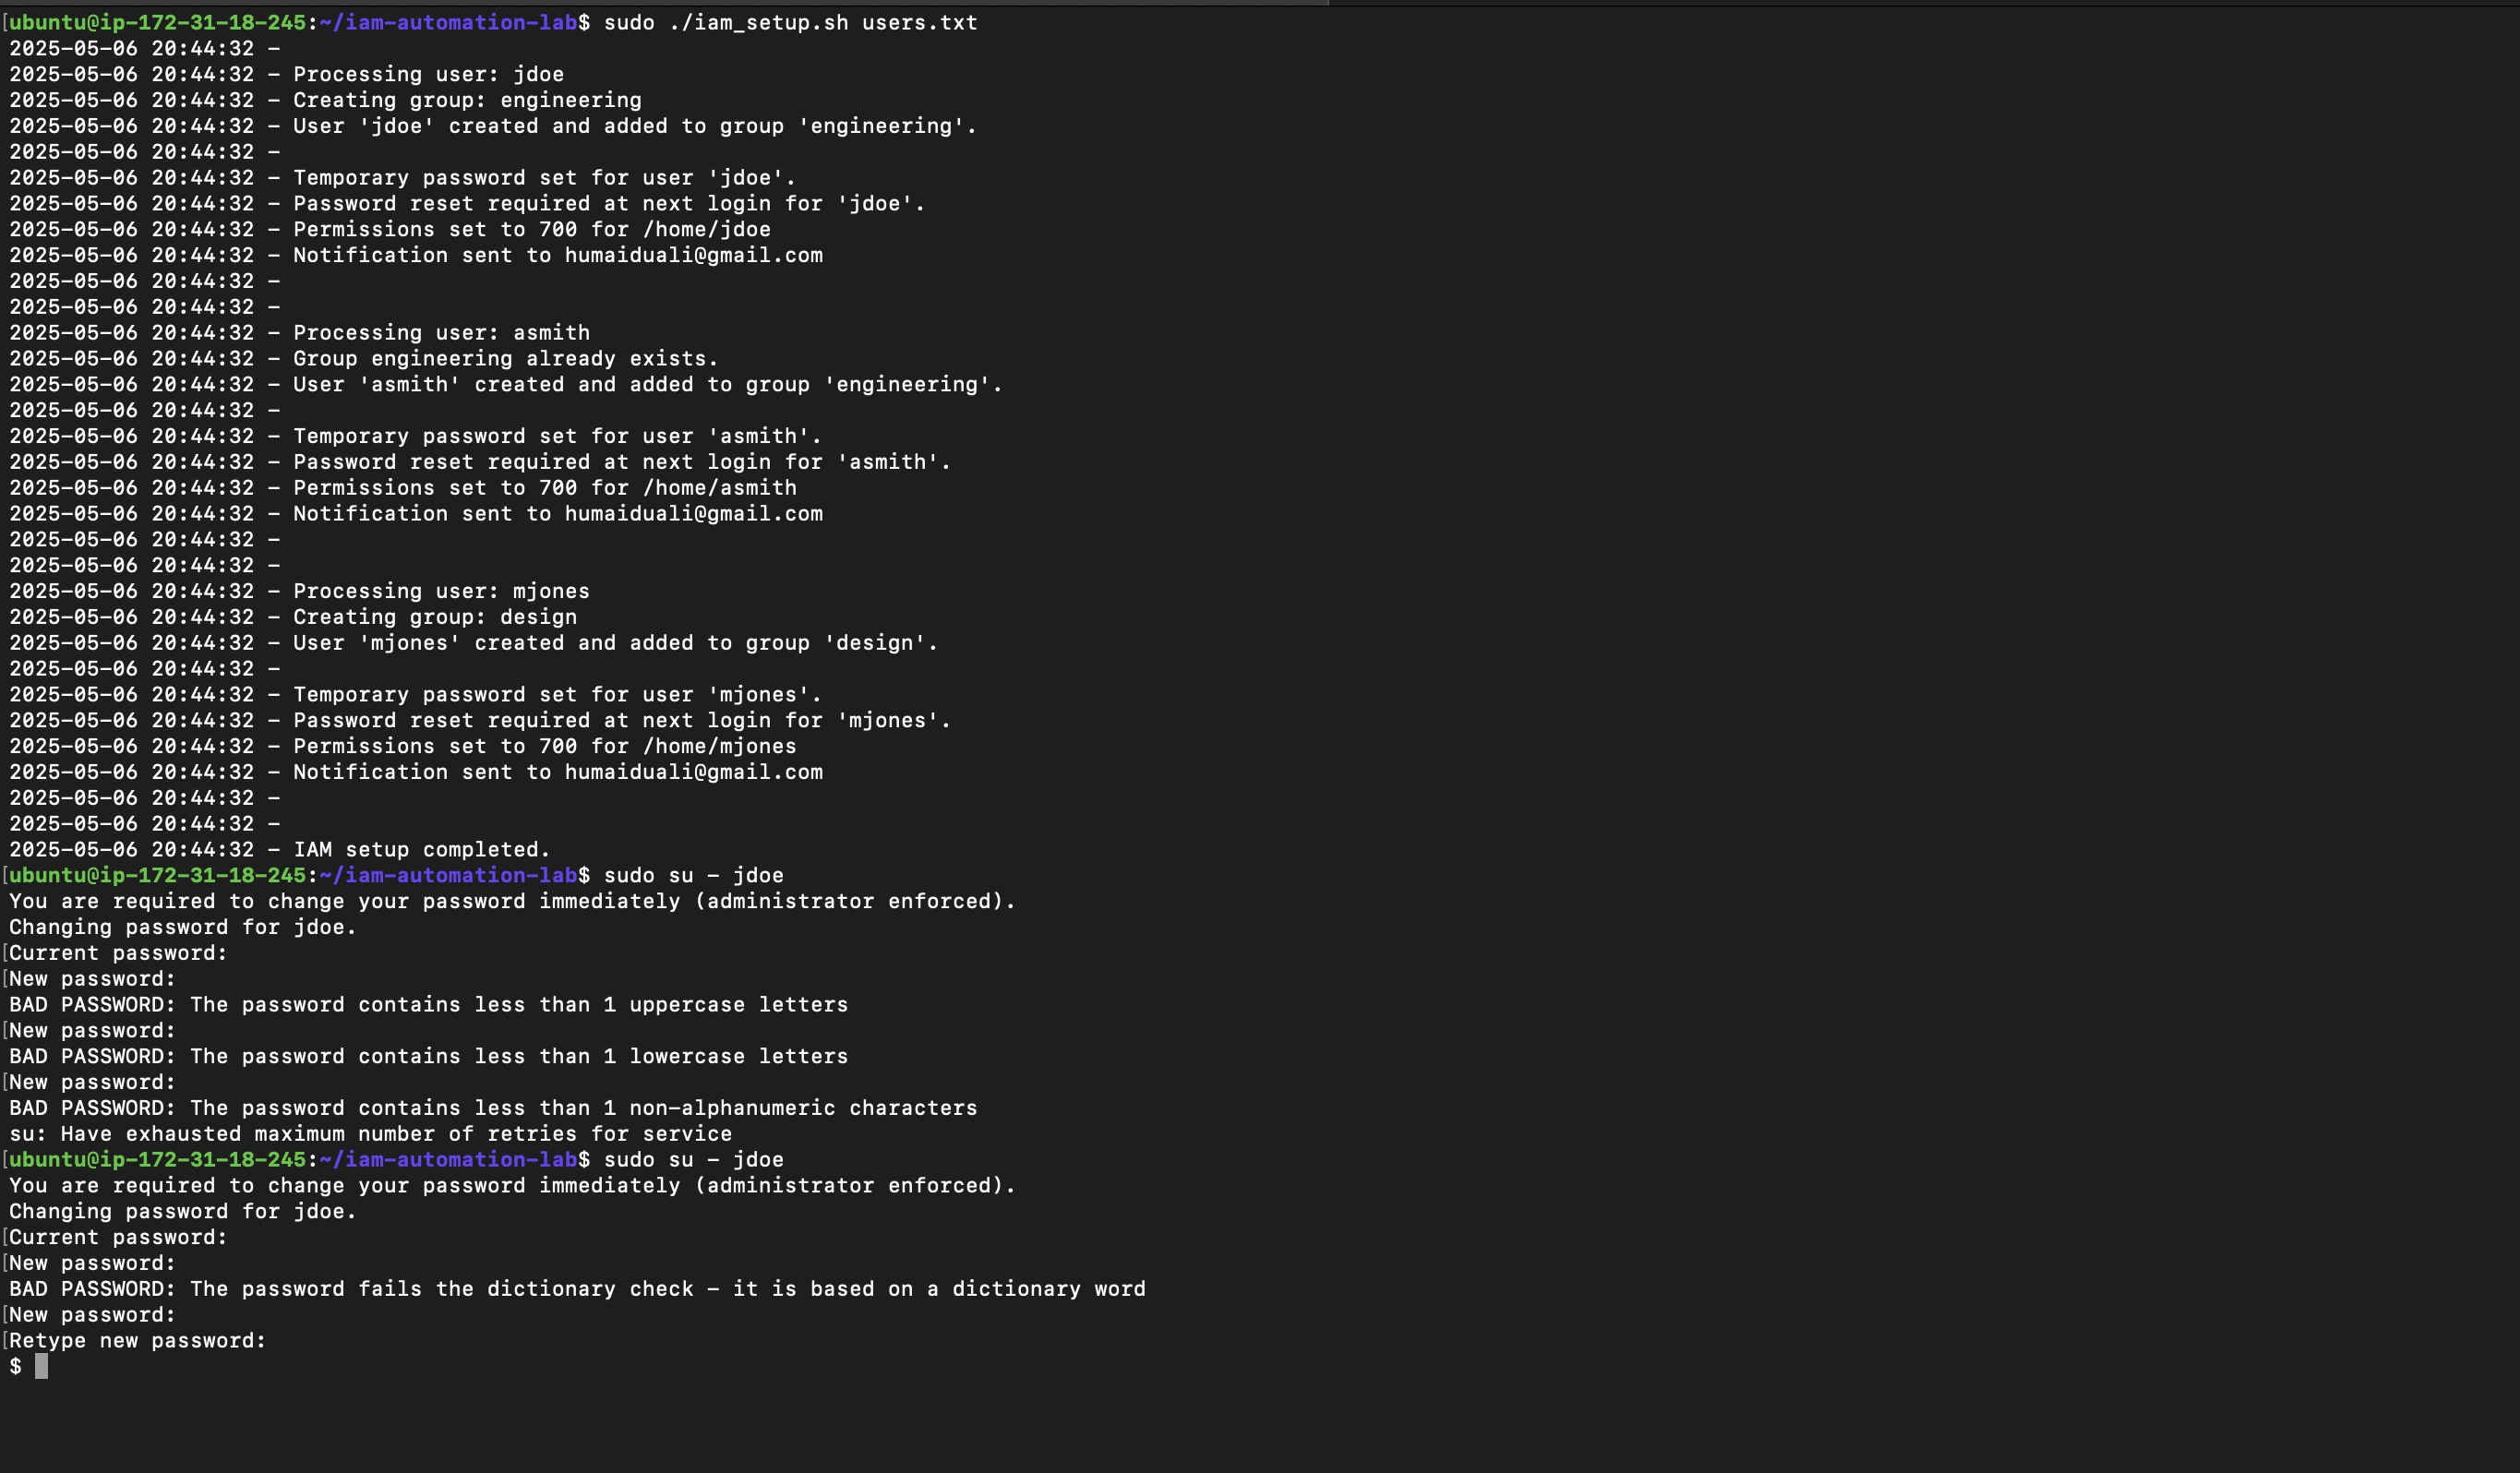 [ubuntu@ip-172-31-18-245:~/iam-automation-lab$ sudo ./iam_setup.sh users.txt
2025-05-06 20:44:32 –
2025-05-06 20:44:32 – Processing user: jdoe
2025-05-06 20:44:32 – Creating group: engineering
2025-05-06 20:44:32 – User 'jdoe' created and added to group 'engineering'.
2025-05-06 20:44:32 –
2025-05-06 20:44:32 – Temporary password set for user 'jdoe'.
2025-05-06 20:44:32 – Password reset required at next login for 'jdoe'.
2025-05-06 20:44:32 – Permissions set to 700 for /home/jdoe
2025-05-06 20:44:32 – Notification sent to humaiduali@gmail.com
2025-05-06 20:44:32 –
2025-05-06 20:44:32 –
2025-05-06 20:44:32 – Processing user: asmith
2025-05-06 20:44:32 – Group engineering already exists.
2025-05-06 20:44:32 – User 'asmith' created and added to group 'engineering'.
2025-05-06 20:44:32 –
2025-05-06 20:44:32 – Temporary password set for user 'asmith'.
2025-05-06 20:44:32 – Password reset required at next login for 'asmith'.
2025-05-06 20:44:32 – Permissions set to 700 for /home/asmith
2025-05-06 20:44:32 – Notification sent to humaiduali@gmail.com
2025-05-06 20:44:32 –
2025-05-06 20:44:32 –
2025-05-06 20:44:32 – Processing user: mjones
2025-05-06 20:44:32 – Creating group: design
2025-05-06 20:44:32 – User 'mjones' created and added to group 'design'.
2025-05-06 20:44:32 –
2025-05-06 20:44:32 – Temporary password set for user 'mjones'.
2025-05-06 20:44:32 – Password reset required at next login for 'mjones'.
2025-05-06 20:44:32 – Permissions set to 700 for /home/mjones
2025-05-06 20:44:32 – Notification sent to humaiduali@gmail.com
2025-05-06 20:44:32 –
2025-05-06 20:44:32 –
2025-05-06 20:44:32 – IAM setup completed.
[ubuntu@ip-172-31-18-245:~/iam-automation-lab$ sudo su – jdoe
You are required to change your password immediately (administrator enforced).
Changing password for jdoe.
[Current password:
[New password:
BAD PASSWORD: The password contains less than 1 uppercase letters
[New password:
BAD PASSWORD: The password contains less than 1 lowercase letters
[New password:
BAD PASSWORD: The password contains less than 1 non-alphanumeric characters
su: Have exhausted maximum number of retries for service
[ubuntu@ip-172-31-18-245:~/iam-automation-lab$ sudo su – jdoe
You are required to change your password immediately (administrator enforced).
Changing password for jdoe.
[Current password:
[New password:
BAD PASSWORD: The password fails the dictionary check – it is based on a dictionary word
[New password:
[Retype new password:
$